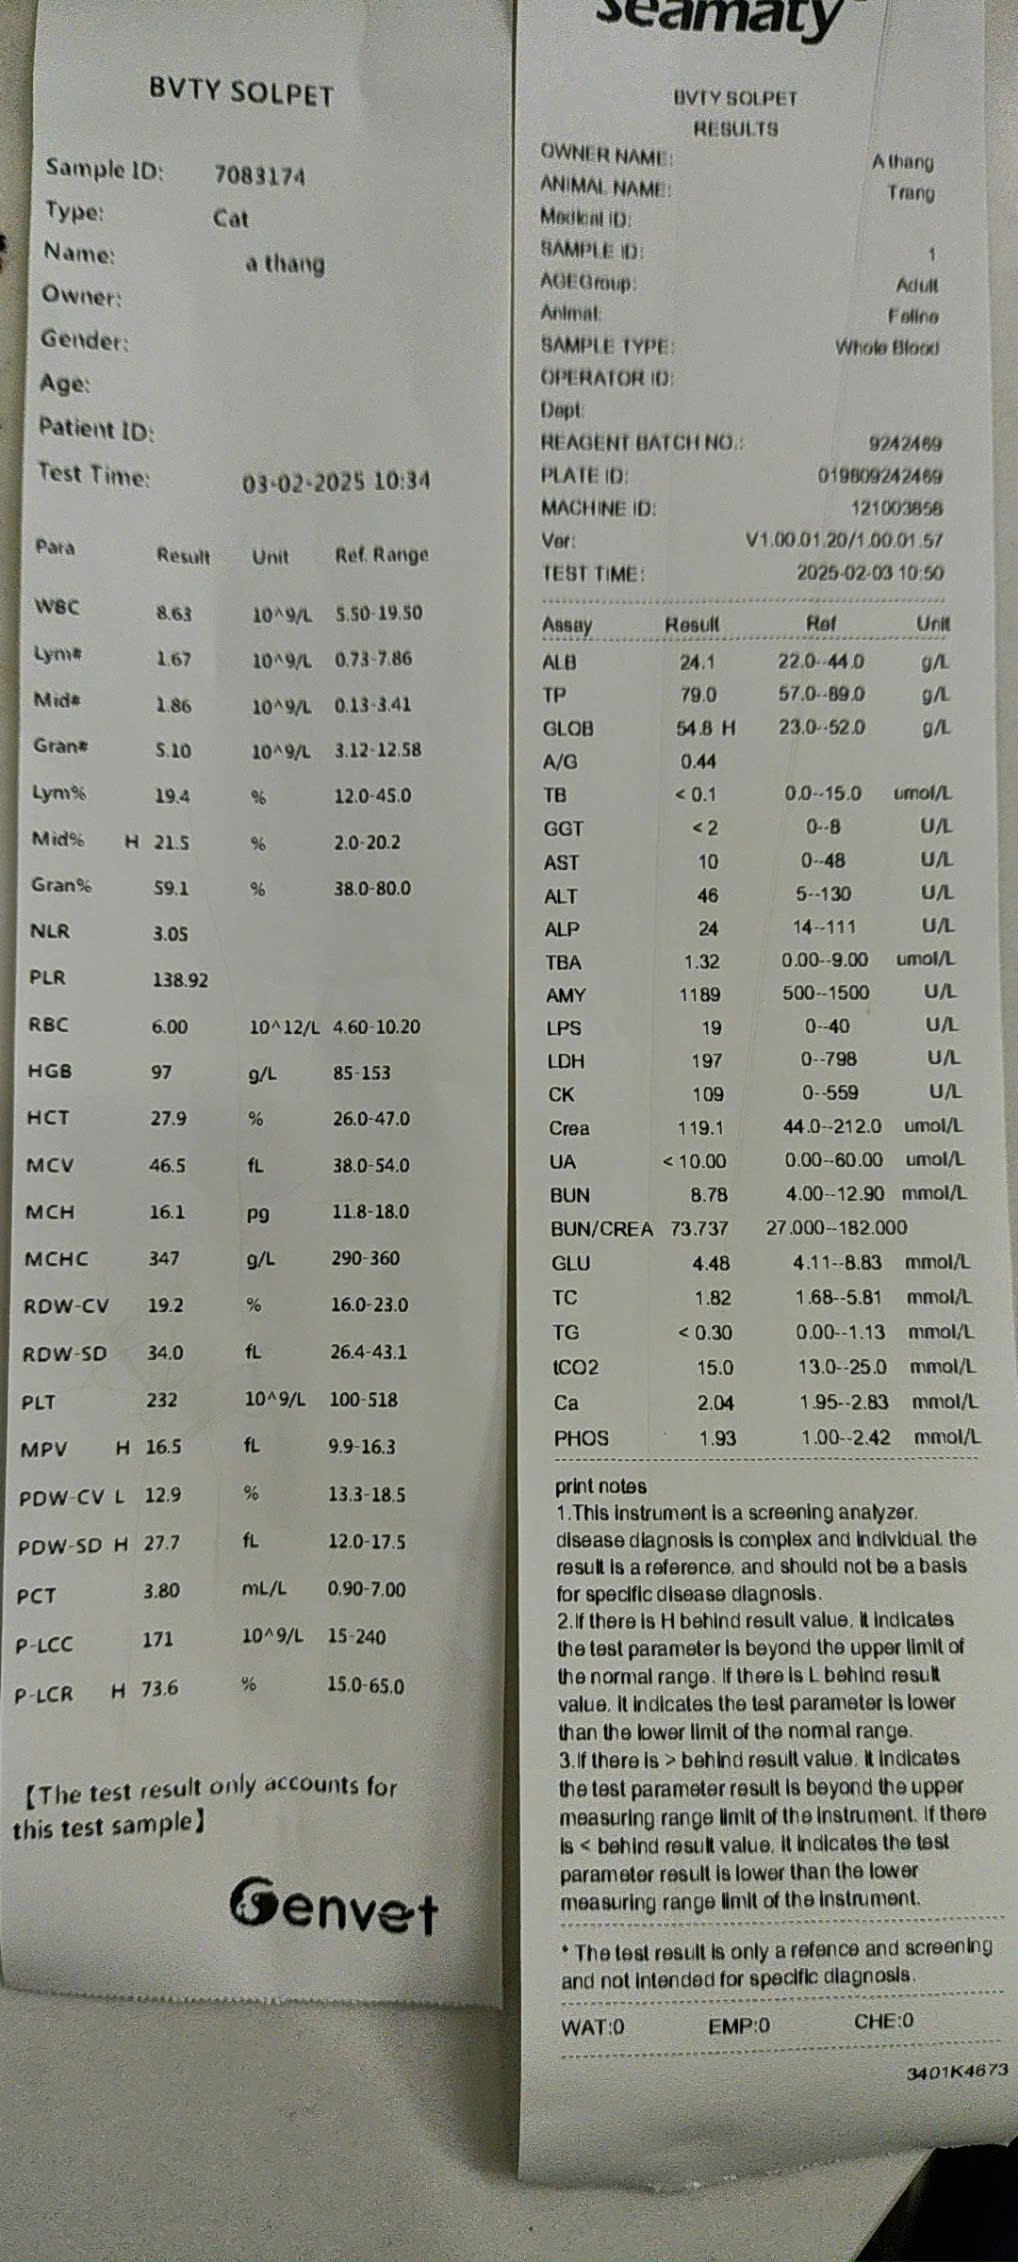 BVTY SOLPET
Sample ID: 7083174
Type: Cat
Name: a thang
Owner:
Gender:
Age:
Patient ID:
Test Time: 03-02-2025 10:34
Para Result Unit Ref. Range
WBC 8.63 10^9/L 5.50-19.50
Lym# 1.67 10^9/L 0.73-7.86
Mid# 1.86 10^9/L 0.13-3.41
Gran# 5.10 10^9/L 3.12-12.58
Lym% 19.4 % 12.0-45.0
Mid% H 21.5 % 2.0-20.2
Gran% 59.1 % 38.0-80.0
NLR 3.05
PLR 138.92
RBC 6.00 10^12/L 4.60-10.20
HGB 97 g/L 85-153
HCT 27.9 % 26.0-47.0
MCV 46.5 fL 38.0-54.0
MCH 16.1 pg 11.8-18.0
MCHC 347 g/L 290-360
RDW-CV 19.2 % 16.0-23.0
RDW-SD 34.0 fL 26.4-43.1
PLT 232 10^9/L 100-518
MPV H 16.5 fL 9.9-16.3
PDW-CV L 12.9 % 13.3-18.5
PDW-SD H 27.7 fL 12.0-17.5
PCT 3.80 mL/L 0.90-7.00
P-LCC 171 10^9/L 15-240
P-LCR H 73.6 % 15.0-65.0
【The test result only accounts for
this test sample】
Genvet
seamaty
BVTY SOLPET
RESULTS
OWNER NAME: A thang
ANIMAL NAME: Trang
Medical ID:
SAMPLE ID: 1
AGEGroup: Adult
Animal: Feline
SAMPLE TYPE: Whole Blood
OPERATOR ID:
Dept:
REAGENT BATCH NO.: 9242469
PLATE ID: 019809242469
MACHINE ID: 121003858
Ver: V1.00.01.20/1.00.01.57
TEST TIME: 2025-02-03 10:50
Assay Result Ref Unit
ALB 24.1 22.0--44.0 g/L
TP 79.0 57.0--89.0 g/L
GLOB 54.8 H 23.0--52.0 g/L
A/G 0.44
TB < 0.1 0.0--15.0 umol/L
GGT < 2 0--8 U/L
AST 10 0--48 U/L
ALT 46 5--130 U/L
ALP 24 14--111 U/L
TBA 1.32 0.00--9.00 umol/L
AMY 1189 500--1500 U/L
LPS 19 0--40 U/L
LDH 197 0--798 U/L
CK 109 0--559 U/L
Crea 119.1 44.0--212.0 umol/L
UA < 10.00 0.00--60.00 umol/L
BUN 8.78 4.00--12.90 mmol/L
BUN/CREA 73.737 27.000--182.000
GLU 4.48 4.11--8.83 mmol/L
TC 1.82 1.68--5.81 mmol/L
TG < 0.30 0.00--1.13 mmol/L
tCO2 15.0 13.0--25.0 mmol/L
Ca 2.04 1.95--2.83 mmol/L
PHOS 1.93 1.00--2.42 mmol/L
print notes
1.This instrument is a screening analyzer.
disease diagnosis is complex and individual, the
result is a reference, and should not be a basis
for specific disease diagnosis.
2.If there is H behind result value, it indicates
the test parameter is beyond the upper limit of
the normal range. If there is L behind result
value, it indicates the test parameter is lower
than the lower limit of the normal range.
3.If there is > behind result value, it indicates
the test parameter result is beyond the upper
measuring range limit of the instrument. If there
is < behind result value, it indicates the test
parameter result is lower than the lower
measuring range limit of the instrument.
* The test result is only a refence and screening
and not intended for specific diagnosis.
WAT:0 EMP:0 CHE:0
3401K4673